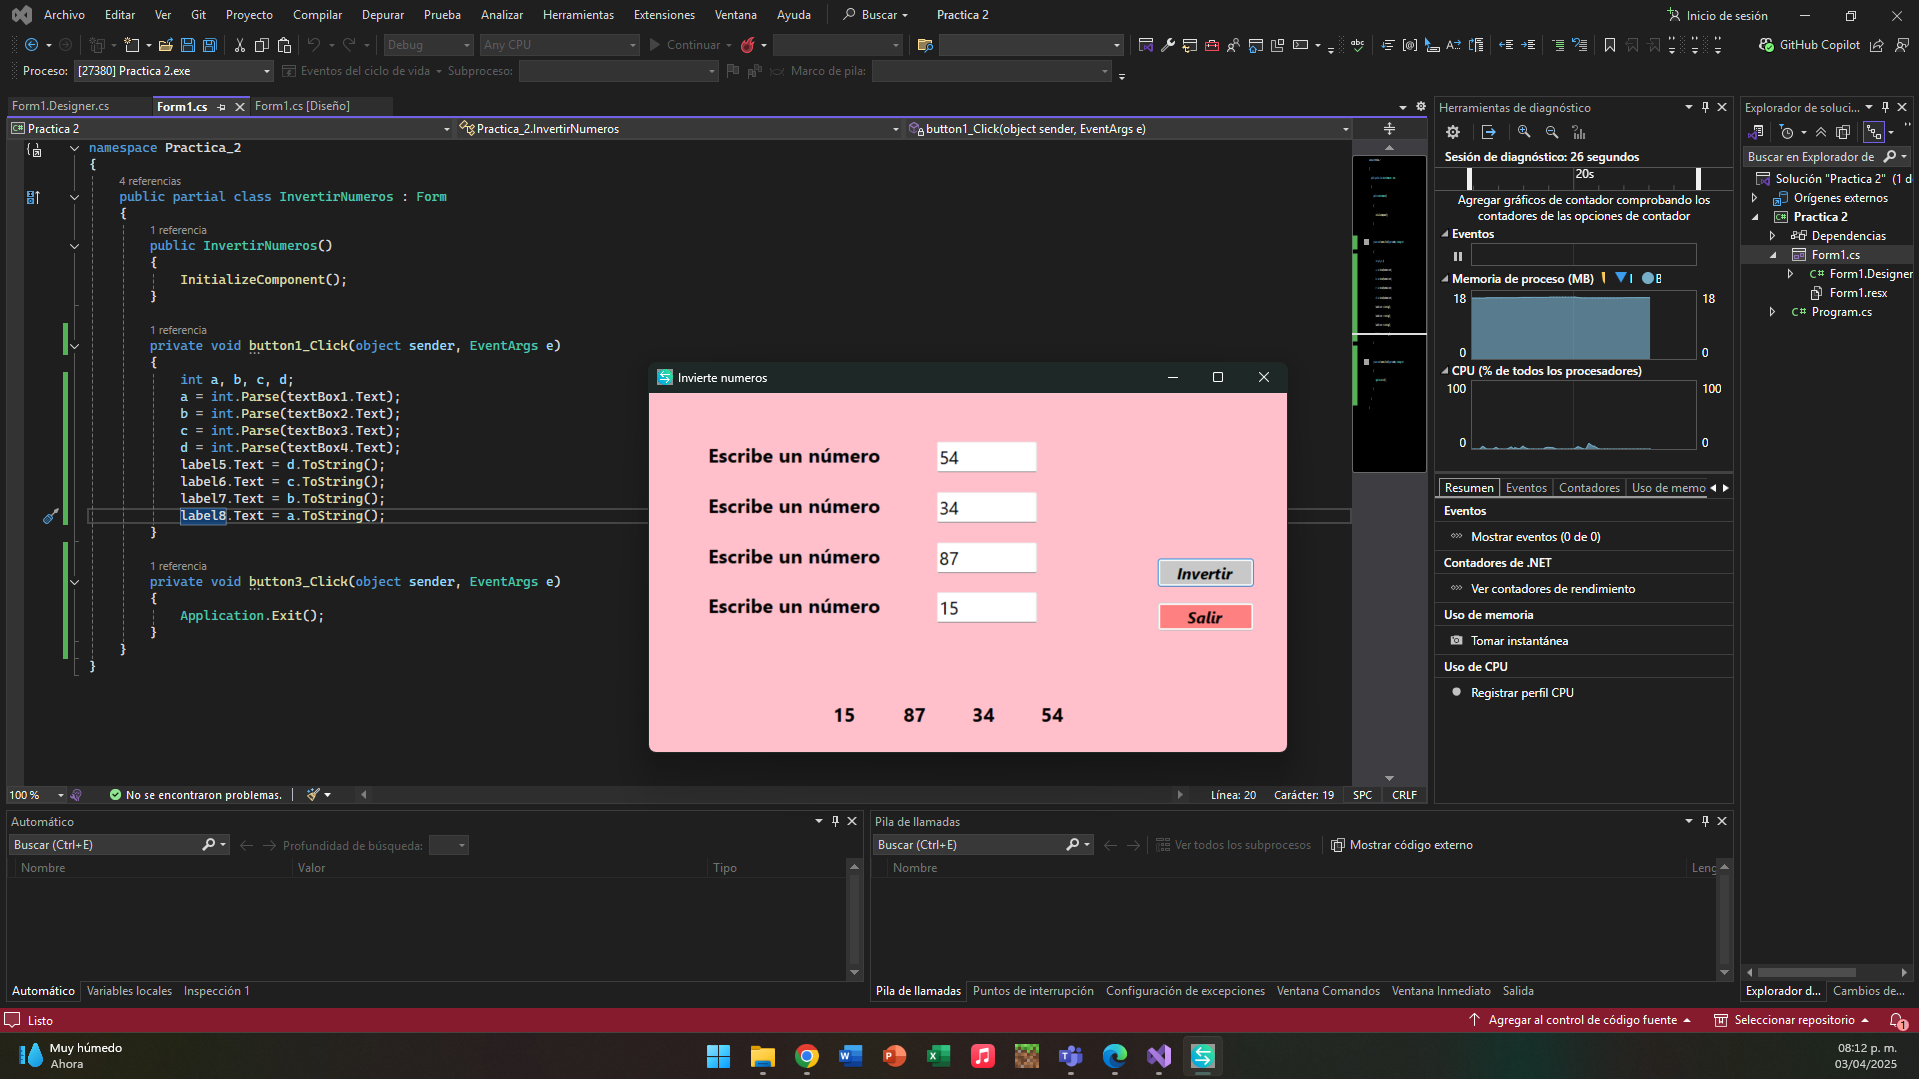 Archivo Editar Ver Git Proyecto Compilar Depurar Prueba Analizar Herramientas Extensiones Ventana Ayuda Buscar Practica 2 Inicio de sesión
Debug Any CPU Continuar GitHub Copilot
Proceso: [27380] Practica 2.exe Eventos del ciclo de vida Subproceso: Marco de pila:
Form1.Designer.cs Form1.cs Form1.cs [Diseño]
Practica 2 Practica_2.InvertirNumeros button1_Click(object sender, EventArgs e)
namespace Practica_2
{
4 referencias
public partial class InvertirNumeros : Form
{
1 referencia
public InvertirNumeros()
{
InitializeComponent();
}
1 referencia
private void button1_Click(object sender, EventArgs e)
{
int a, b, c, d;
a = int.Parse(textBox1.Text);
b = int.Parse(textBox2.Text);
c = int.Parse(textBox3.Text);
d = int.Parse(textBox4.Text);
label5.Text = d.ToString();
label6.Text = c.ToString();
label7.Text = b.ToString();
label8.Text = a.ToString();
}
1 referencia
private void button3_Click(object sender, EventArgs e)
{
Application.Exit();
}
}
}
Invierte numeros
Escribe un número 54
Escribe un número 34
Escribe un número 87
Escribe un número 15
Invertir
Salir
15 87 34 54
100 % No se encontraron problemas. Línea: 20 Carácter: 19 SPC CRLF
Herramientas de diagnóstico
Sesión de diagnóstico: 26 segundos
20s
Agregar gráficos de contador comprobando los
contadores de las opciones de contador
Eventos
Memoria de proceso (MB) I B
18 18
0 0
CPU (% de todos los procesadores)
100 100
0 0
Resumen Eventos Contadores Uso de memo
Eventos
Mostrar eventos (0 de 0)
Contadores de .NET
Ver contadores de rendimiento
Uso de memoria
Tomar instantánea
Uso de CPU
Registrar perfil CPU
Explorador de soluci...
Buscar en Explorador de
Solución "Practica 2" (1 d
Orígenes externos
Practica 2
Dependencias
Form1.cs
Form1.Designer
Form1.resx
Program.cs
Automático
Buscar (Ctrl+E) Profundidad de búsqueda:
Nombre Valor Tipo
Automático Variables locales Inspección 1
Pila de llamadas
Buscar (Ctrl+E) Ver todos los subprocesos Mostrar código externo
Nombre Leng
Pila de llamadas Puntos de interrupción Configuración de excepciones Ventana Comandos Ventana Inmediato Salida
Explorador d... Cambios de...
Listo Agregar al control de código fuente Seleccionar repositorio 1
Muy húmedo
Ahora
08:12 p. m.
03/04/2025